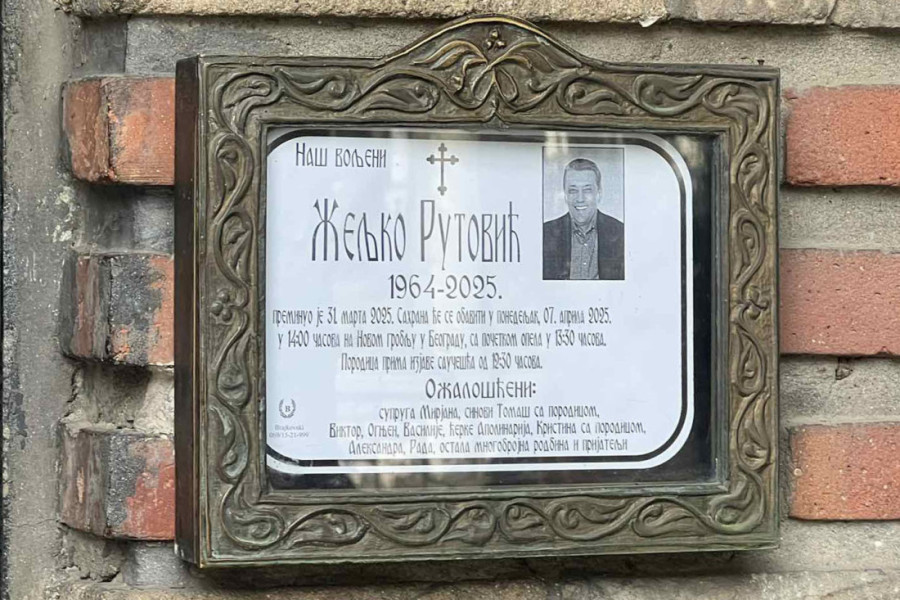 Наш вољени
Жељко Рутовић
1964-2025.
преминуо је 31 марта 2025. Сахрана ће се обавити у понедељак, 07. априла 2025.
у 14:00 часова на Новом гробљу у Београду, са почетком опела у 13:30 часова.
Породица прима изјаве саучешћа од 12:30 часова.
Ожалошћени:
супруга Мирјана, синови Томаш са породицом,
Виктор, Огњен, Василије, ћерке Аполинарија, Кристина са породицом,
Александра, Рада, остала многобројна родбина и пријатељи